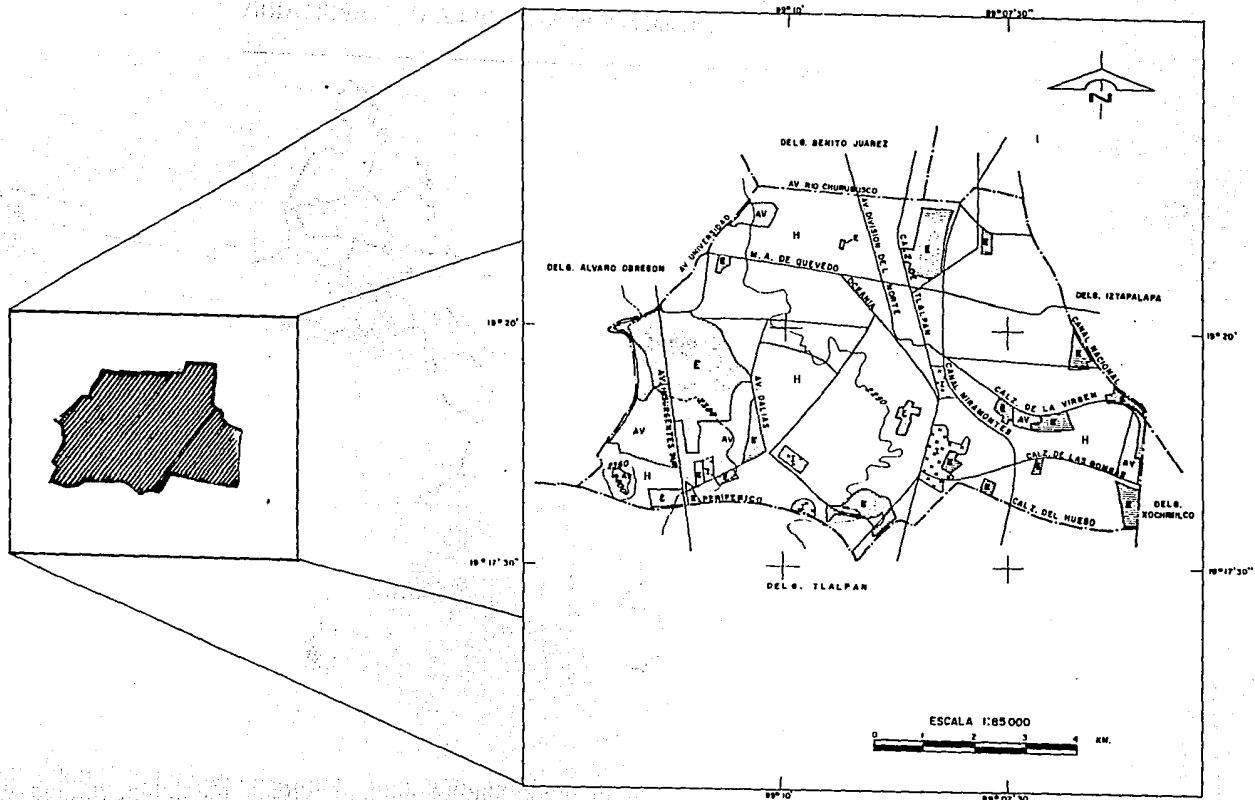 99° 10'
99° 07' 30"
N
DELG. BENITO JUAREZ
AV. RIO CHURUBUSCO
AV
AV. UNIVERSIDAD
H
E
AV. DIVISION DEL NORTE
CALZ. DE TLALPAN
E
E
M. A. DE QUEVEDO
E
DELG. ALVARO OBREGON
OCEANIA
DELG. IZTAPALAPA
19° 20'
19° 20'
CANAL NACIONAL
E
E
H
AV. INSURGENTES SUR
AV. DALIAS
2250
CANAL MIRAMONTES
CALZ. DE LA VIRGEN
E
AV
E
AV
AV
E
H
CALZ. DE LAS BOMBAS
E
AV
H
E
PERIFERICO
E
E
CALZ. DEL HUESO
E
DELG. XOCHIMILCO
19° 17' 30"
19° 17' 30"
DELG. TLALPAN
ESCALA 1:85 000
0 1 2 3 4 KM.
99° 10'
99° 07' 30"